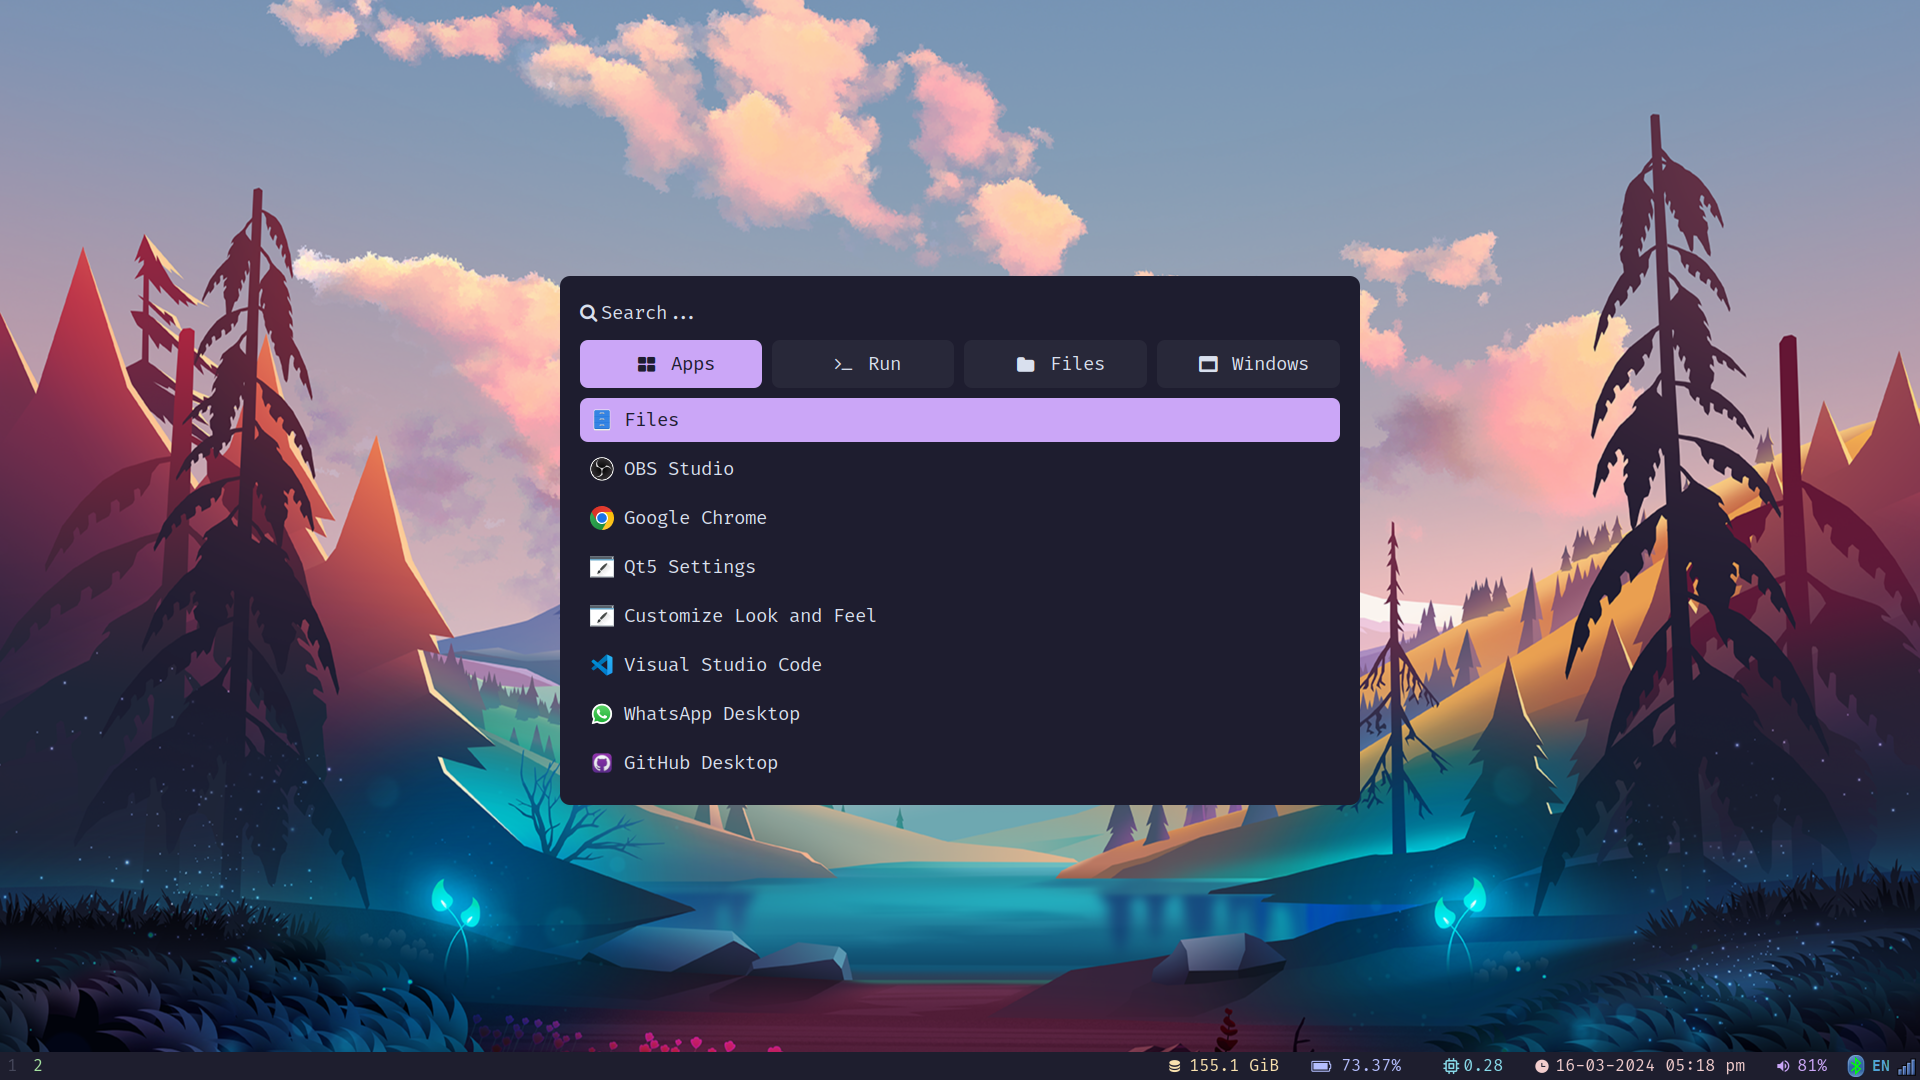 Search ...
Apps Run Files Windows
Files
OBS Studio
Google Chrome
Qt5 Settings
Customize Look and Feel
Visual Studio Code
WhatsApp Desktop
GitHub Desktop
1 2 155.1 GiB 73.37% 0.28 16-03-2024 05:18 pm 81% EN